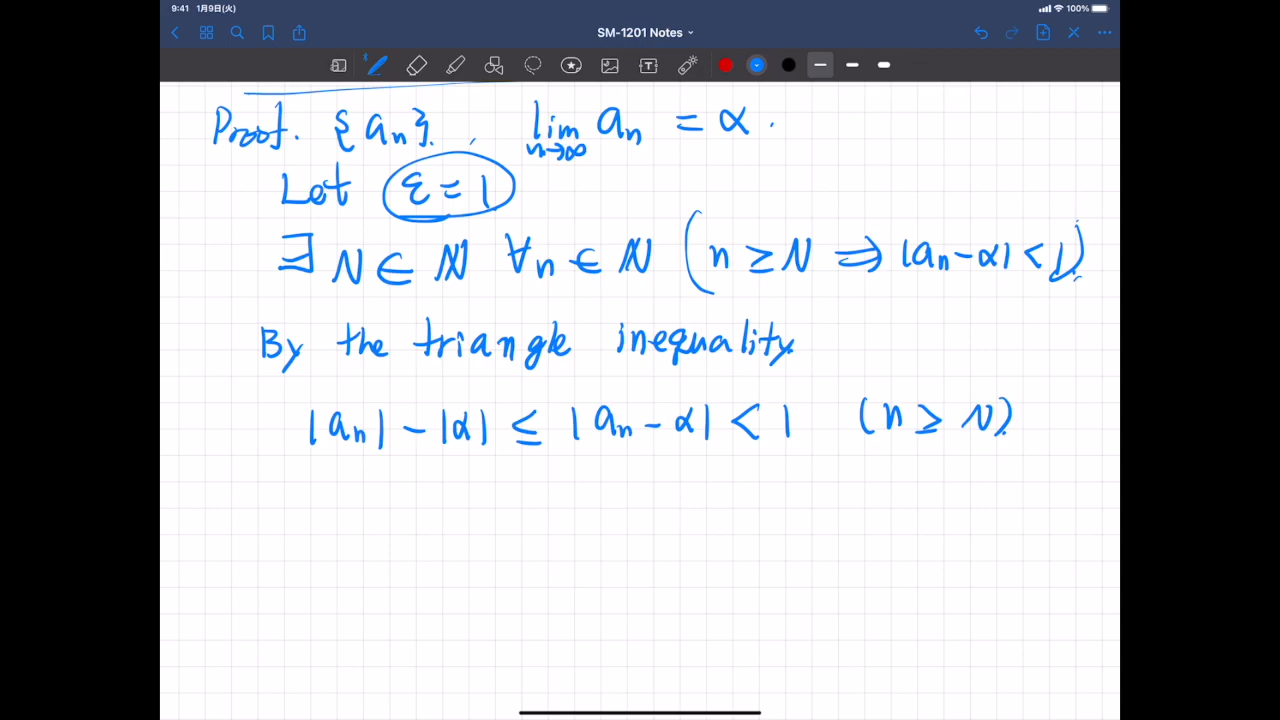 9:41 1月9日(火) 100%
SM-1201 Notes
Proof. {aₙ}. , lim_{n→∞} aₙ = α.
Let ε = 1
∃ N ∈ ℕ ∀n ∈ ℕ (n ≥ N ⇒ |aₙ - α| < 1).
By the triangle inequality
|aₙ| - |α| ≤ |aₙ - α| < 1 (n ≥ N)